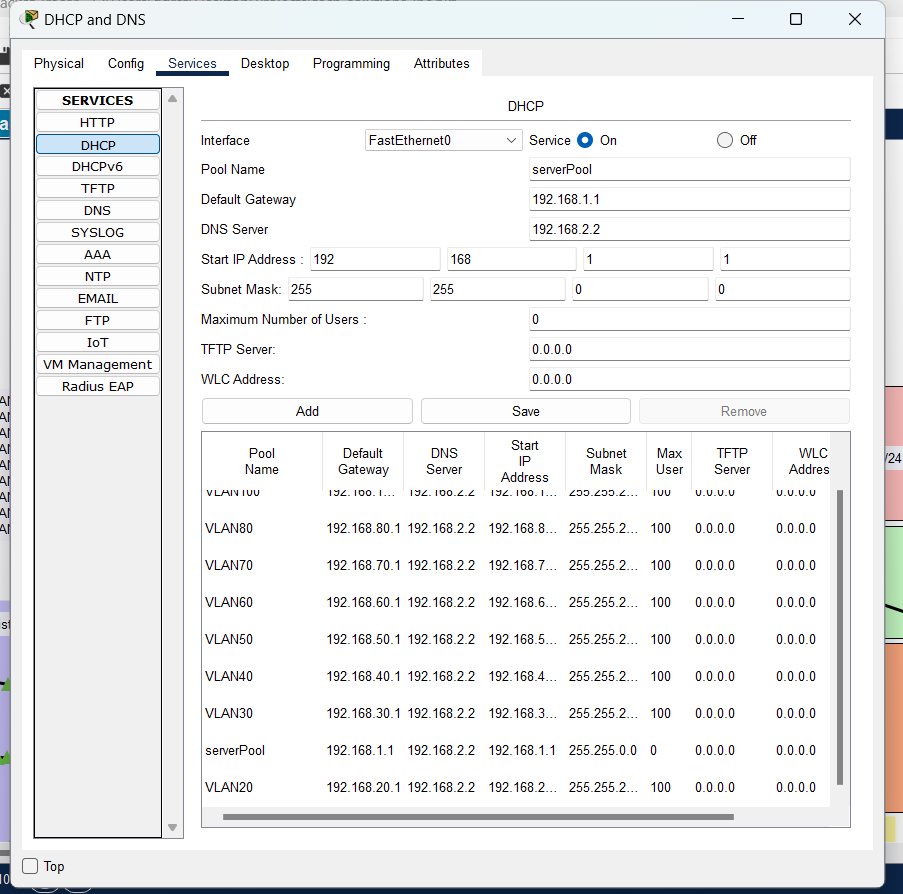 DHCP and DNS
Physical Config Services Desktop Programming Attributes
SERVICES
HTTP
DHCP
DHCPv6
TFTP
DNS
SYSLOG
AAA
NTP
EMAIL
FTP
IoT
VM Management
Radius EAP
DHCP
Interface FastEthernet0 Service On Off
Pool Name serverPool
Default Gateway 192.168.1.1
DNS Server 192.168.2.2
Start IP Address : 192 168 1 1
Subnet Mask: 255 255 0 0
Maximum Number of Users : 0
TFTP Server: 0.0.0.0
WLC Address: 0.0.0.0
Add Save Remove
Pool Name Default Gateway DNS Server Start IP Address Subnet Mask Max User TFTP Server WLC Addres
VLAN100 192.168.1... 192.168.2.2 192.168.1... 255.255.2... 100 0.0.0.0 0.0.0.0
VLAN80 192.168.80.1 192.168.2.2 192.168.8... 255.255.2... 100 0.0.0.0 0.0.0.0
VLAN70 192.168.70.1 192.168.2.2 192.168.7... 255.255.2... 100 0.0.0.0 0.0.0.0
VLAN60 192.168.60.1 192.168.2.2 192.168.6... 255.255.2... 100 0.0.0.0 0.0.0.0
VLAN50 192.168.50.1 192.168.2.2 192.168.5... 255.255.2... 100 0.0.0.0 0.0.0.0
VLAN40 192.168.40.1 192.168.2.2 192.168.4... 255.255.2... 100 0.0.0.0 0.0.0.0
VLAN30 192.168.30.1 192.168.2.2 192.168.3... 255.255.2... 100 0.0.0.0 0.0.0.0
serverPool 192.168.1.1 192.168.2.2 192.168.1.1 255.255.0.0 0 0.0.0.0 0.0.0.0
VLAN20 192.168.20.1 192.168.2.2 192.168.2... 255.255.2... 100 0.0.0.0 0.0.0.0
Top
/24